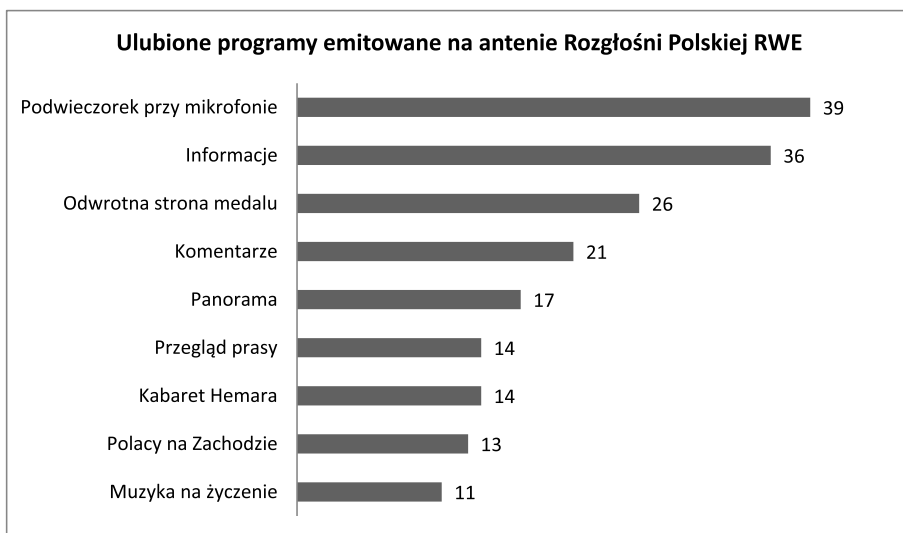 Ulubione programy emitowane na antenie Rozgłośni Polskiej RWE
Podwieczorek przy mikrofonie 39
Informacje 36
Odwrotna strona medalu 26
Komentarze 21
Panorama 17
Przegląd prasy 14
Kabaret Hemara 14
Polacy na Zachodzie 13
Muzyka na życzenie 11